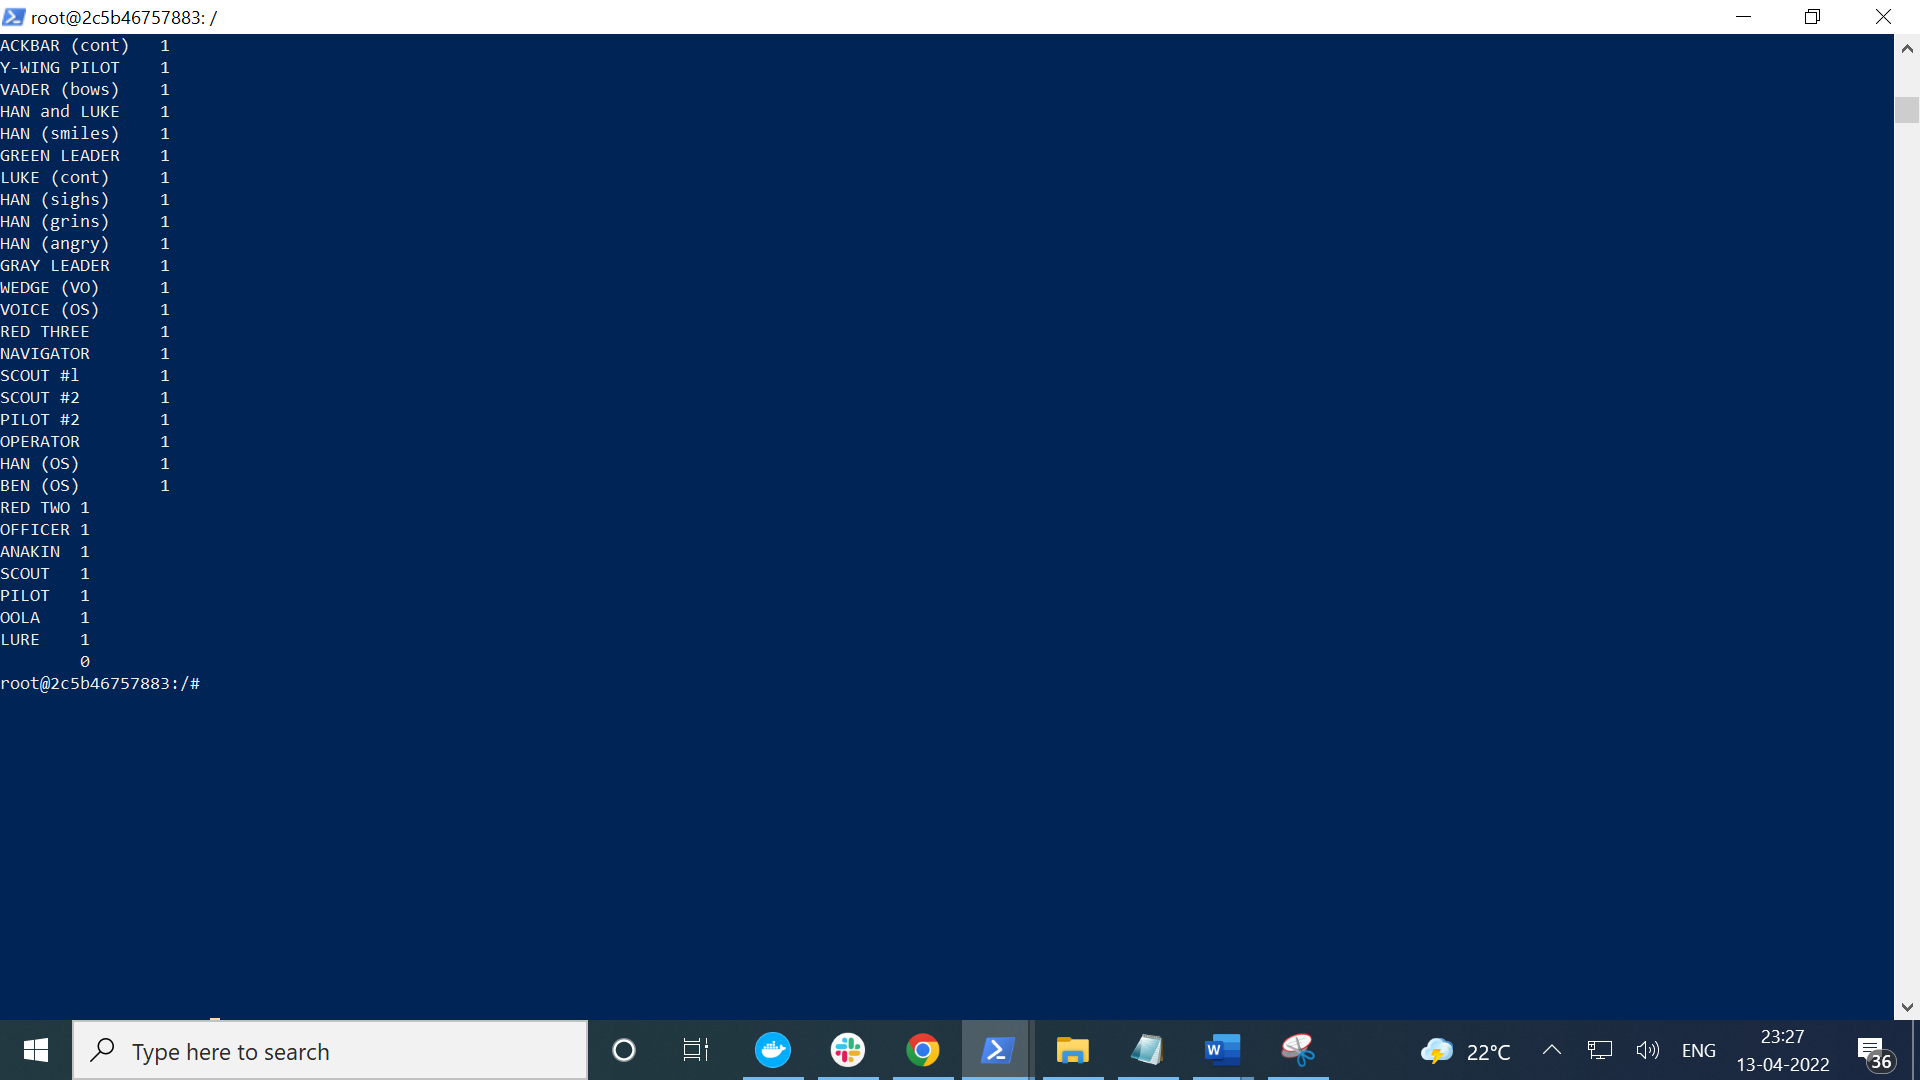 root@2c5b46757883: /
ACKBAR (cont) 1
Y-WING PILOT 1
VADER (bows) 1
HAN and LUKE 1
HAN (smiles) 1
GREEN LEADER 1
LUKE (cont) 1
HAN (sighs) 1
HAN (grins) 1
HAN (angry) 1
GRAY LEADER 1
WEDGE (VO) 1
VOICE (OS) 1
RED THREE 1
NAVIGATOR 1
SCOUT #l 1
SCOUT #2 1
PILOT #2 1
OPERATOR 1
HAN (OS) 1
BEN (OS) 1
RED TWO 1
OFFICER 1
ANAKIN 1
SCOUT 1
PILOT 1
OOLA 1
LURE 1
0
root@2c5b46757883:/#
Type here to search
W
22°C
ENG
23:27
13-04-2022
36